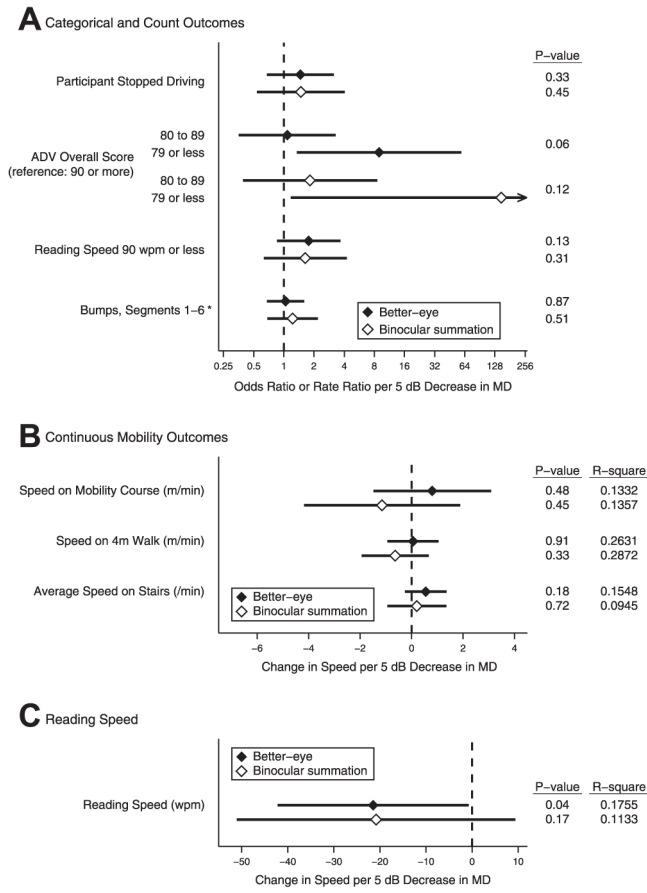 A Categorical and Count Outcomes
P−value
Participant Stopped Driving
0.33
0.45
ADV Overall Score
(reference: 90 or more)
80 to 89
79 or less
0.06
80 to 89
79 or less
0.12
Reading Speed 90 wpm or less
0.13
0.31
Bumps, Segments 1−6 *
0.87
0.51
Better−eye
Binocular summation
0.25 0.5 1 2 4 8 16 32 64 128 256
Odds Ratio or Rate Ratio per 5 dB Decrease in MD
B Continuous Mobility Outcomes
P−value R−square
Speed on Mobility Course (m/min)
0.48 0.1332
0.45 0.1357
Speed on 4m Walk (m/min)
0.91 0.2631
0.33 0.2872
Average Speed on Stairs (/min)
0.18 0.1548
0.72 0.0945
Better−eye
Binocular summation
−6 −4 −2 0 2 4
Change in Speed per 5 dB Decrease in MD
C Reading Speed
Better−eye
Binocular summation
P−value R−square
Reading Speed (wpm)
0.04 0.1755
0.17 0.1133
−50 −40 −30 −20 −10 0 10
Change in Speed per 5 dB Decrease in MD